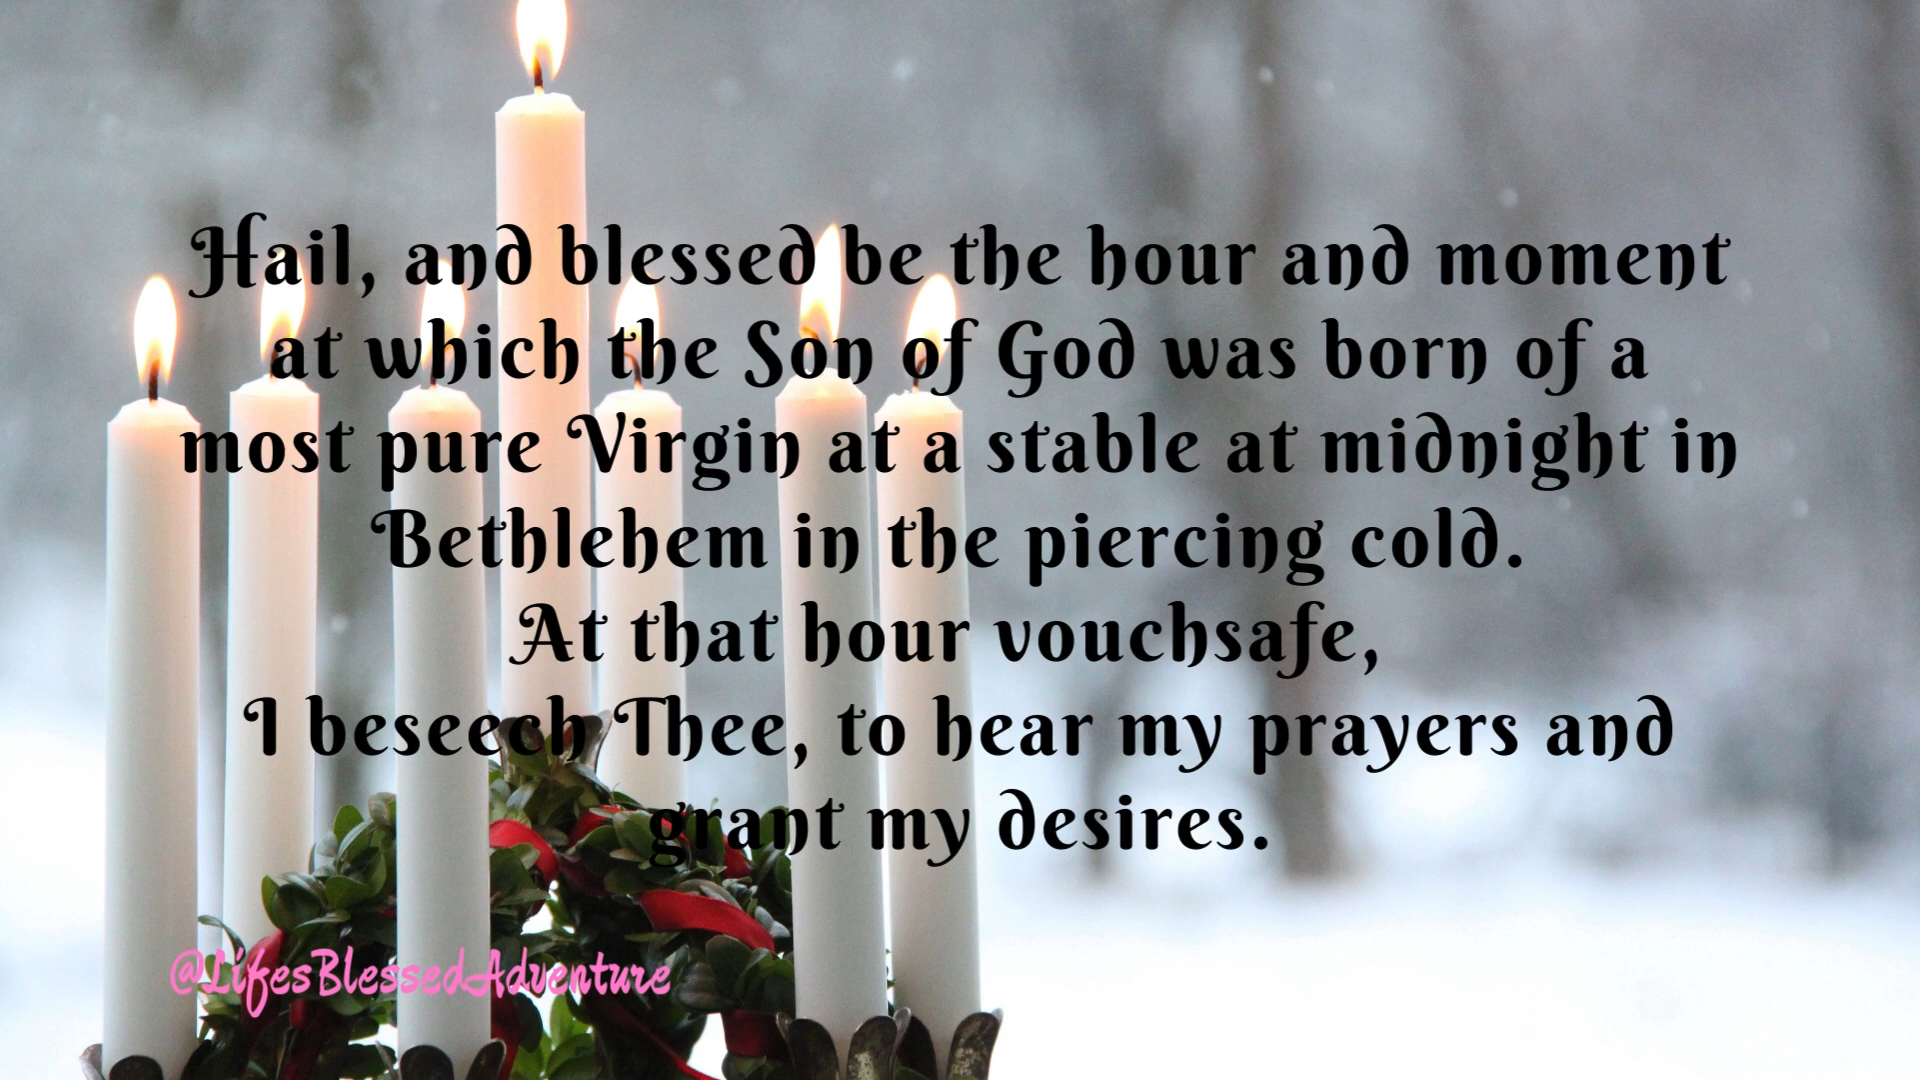 Hail, and blessed be the hour and moment
at which the Son of God was born of a
most pure Virgin at a stable at midnight in
Bethlehem in the piercing cold.
At that hour vouchsafe,
I beseech Thee, to hear my prayers and
grant my desires.
@LifesBlessedAdventure